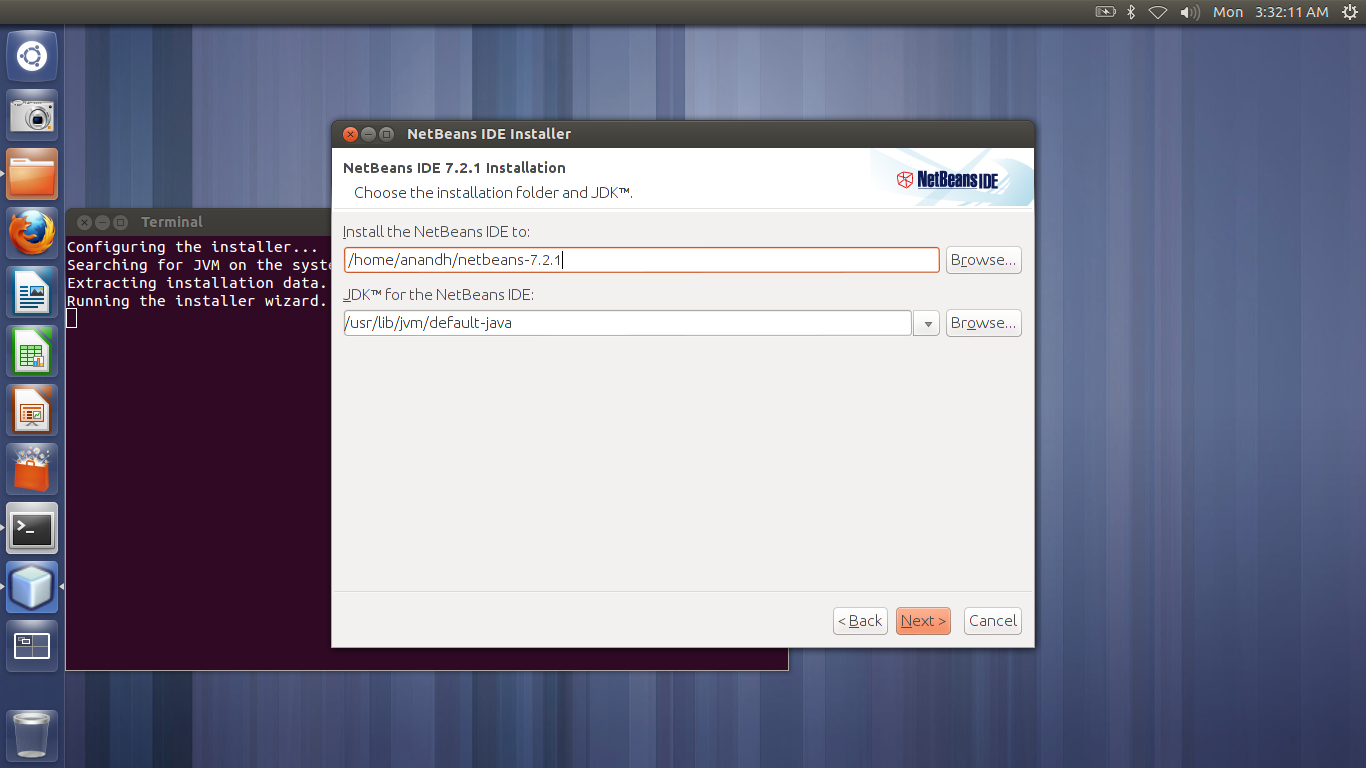 Mon 3:32:11 AM
NetBeans IDE Installer
NetBeans IDE 7.2.1 Installation
Choose the installation folder and JDK™.
NetBeans IDE
Install the NetBeans IDE to:
/home/anandh/netbeans-7.2.1
Browse...
JDK™ for the NetBeans IDE:
/usr/lib/jvm/default-java
Browse...
< Back
Next >
Cancel
Terminal
Configuring the installer...
Searching for JVM on the syste
Extracting installation data.
Running the installer wizard.
>_